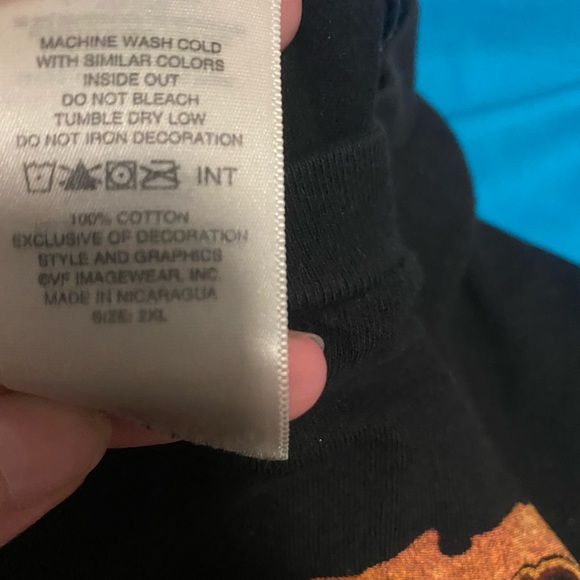 MACHINE WASH COLD
WITH SIMILAR COLORS
INSIDE OUT
DO NOT BLEACH
TUMBLE DRY LOW
DO NOT IRON DECORATION
INT
100% COTTON
EXCLUSIVE OF DECORATION
STYLE AND GRAPHICS
©VF IMAGEWEAR, INC.
MADE IN NICARAGUA
SIZE: 2XL